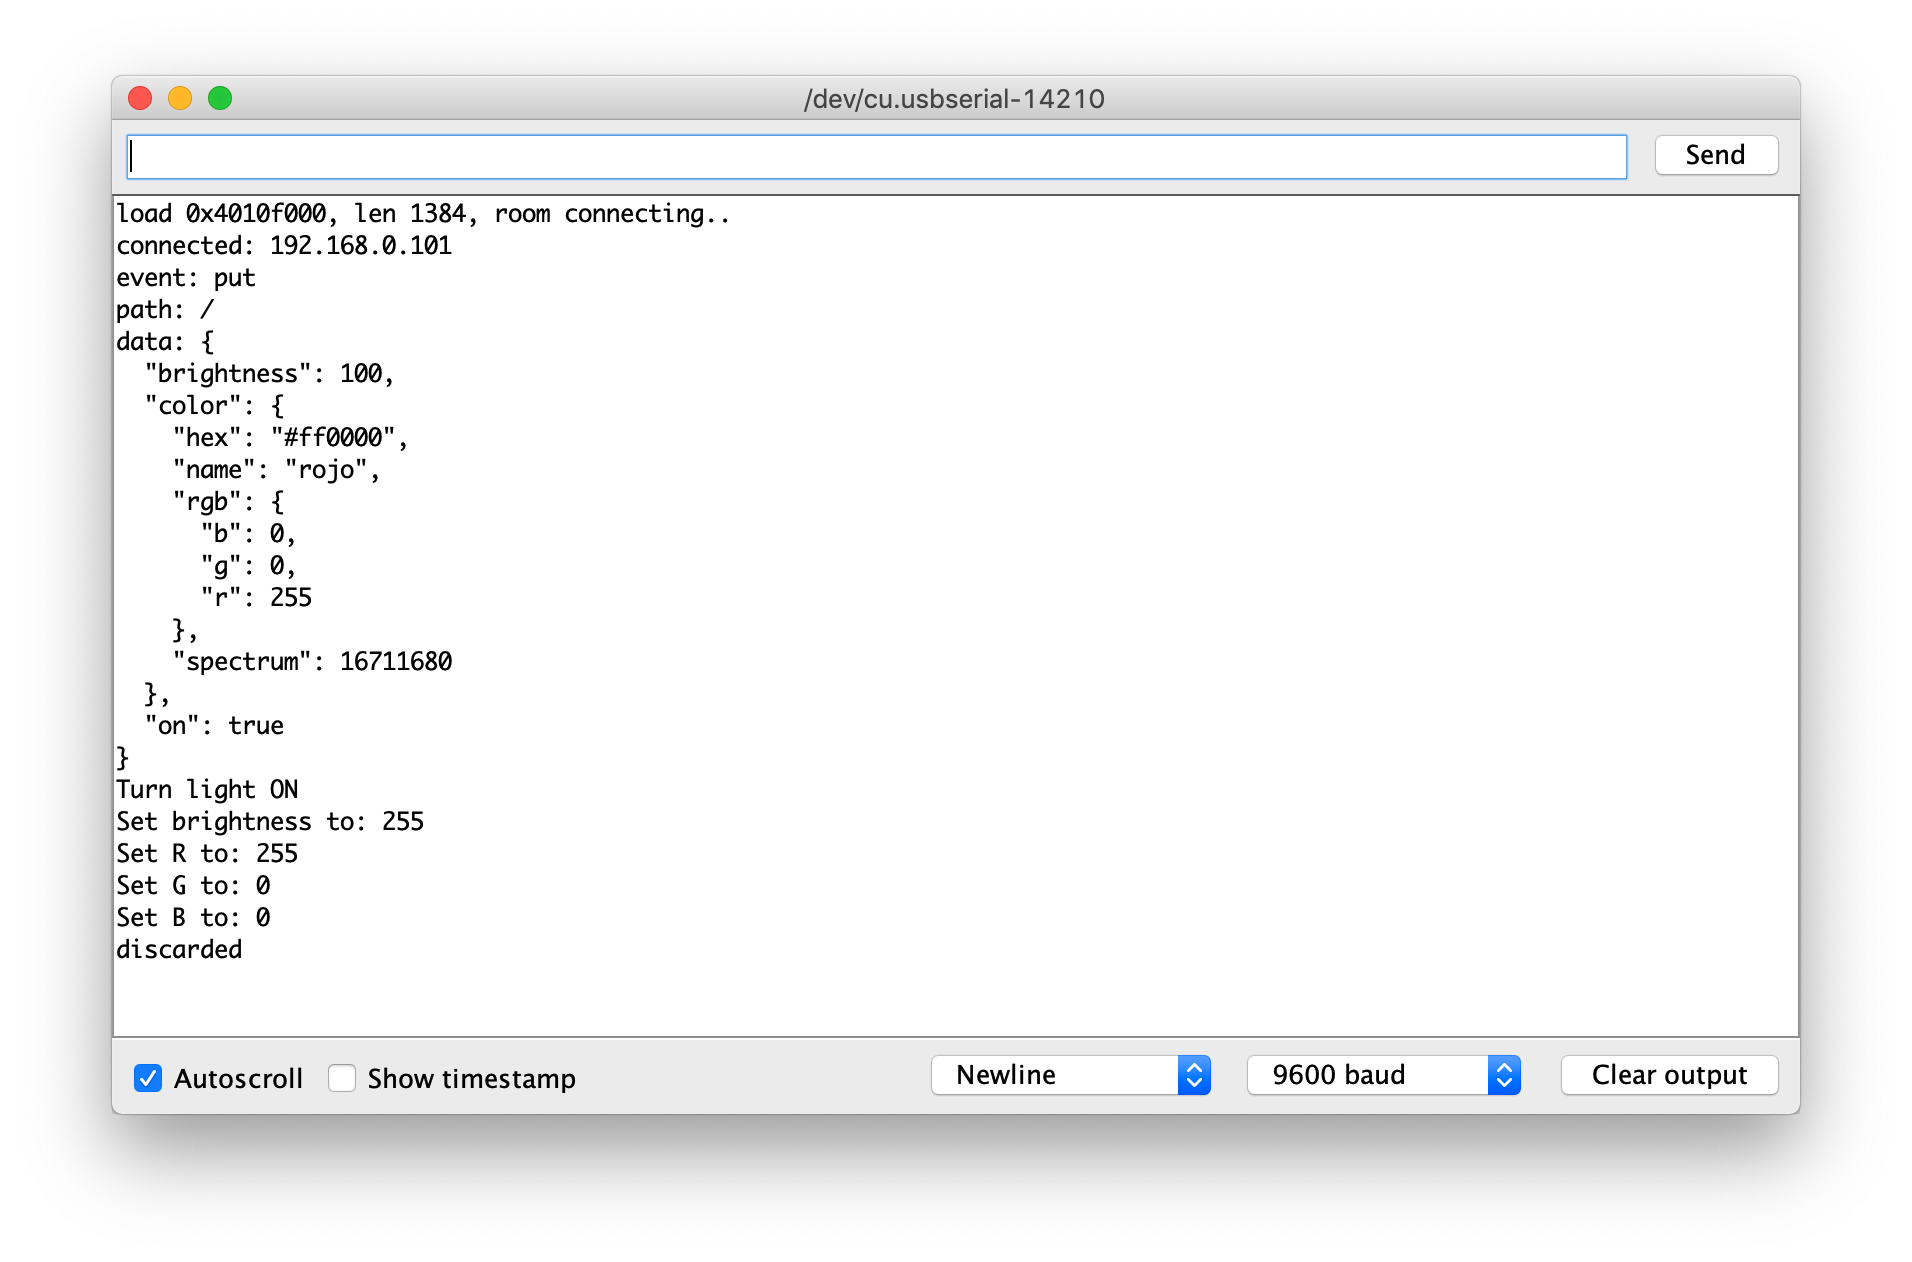 /dev/cu.usbserial-14210
Send
load 0x4010f000, len 1384, room connecting..
connected: 192.168.0.101
event: put
path: /
data: {
  "brightness": 100,
  "color": {
    "hex": "#ff0000",
    "name": "rojo",
    "rgb": {
      "b": 0,
      "g": 0,
      "r": 255
    },
    "spectrum": 16711680
  },
  "on": true
}
Turn light ON
Set brightness to: 255
Set R to: 255
Set G to: 0
Set B to: 0
discarded
Autoscroll Show timestamp Newline 9600 baud Clear output